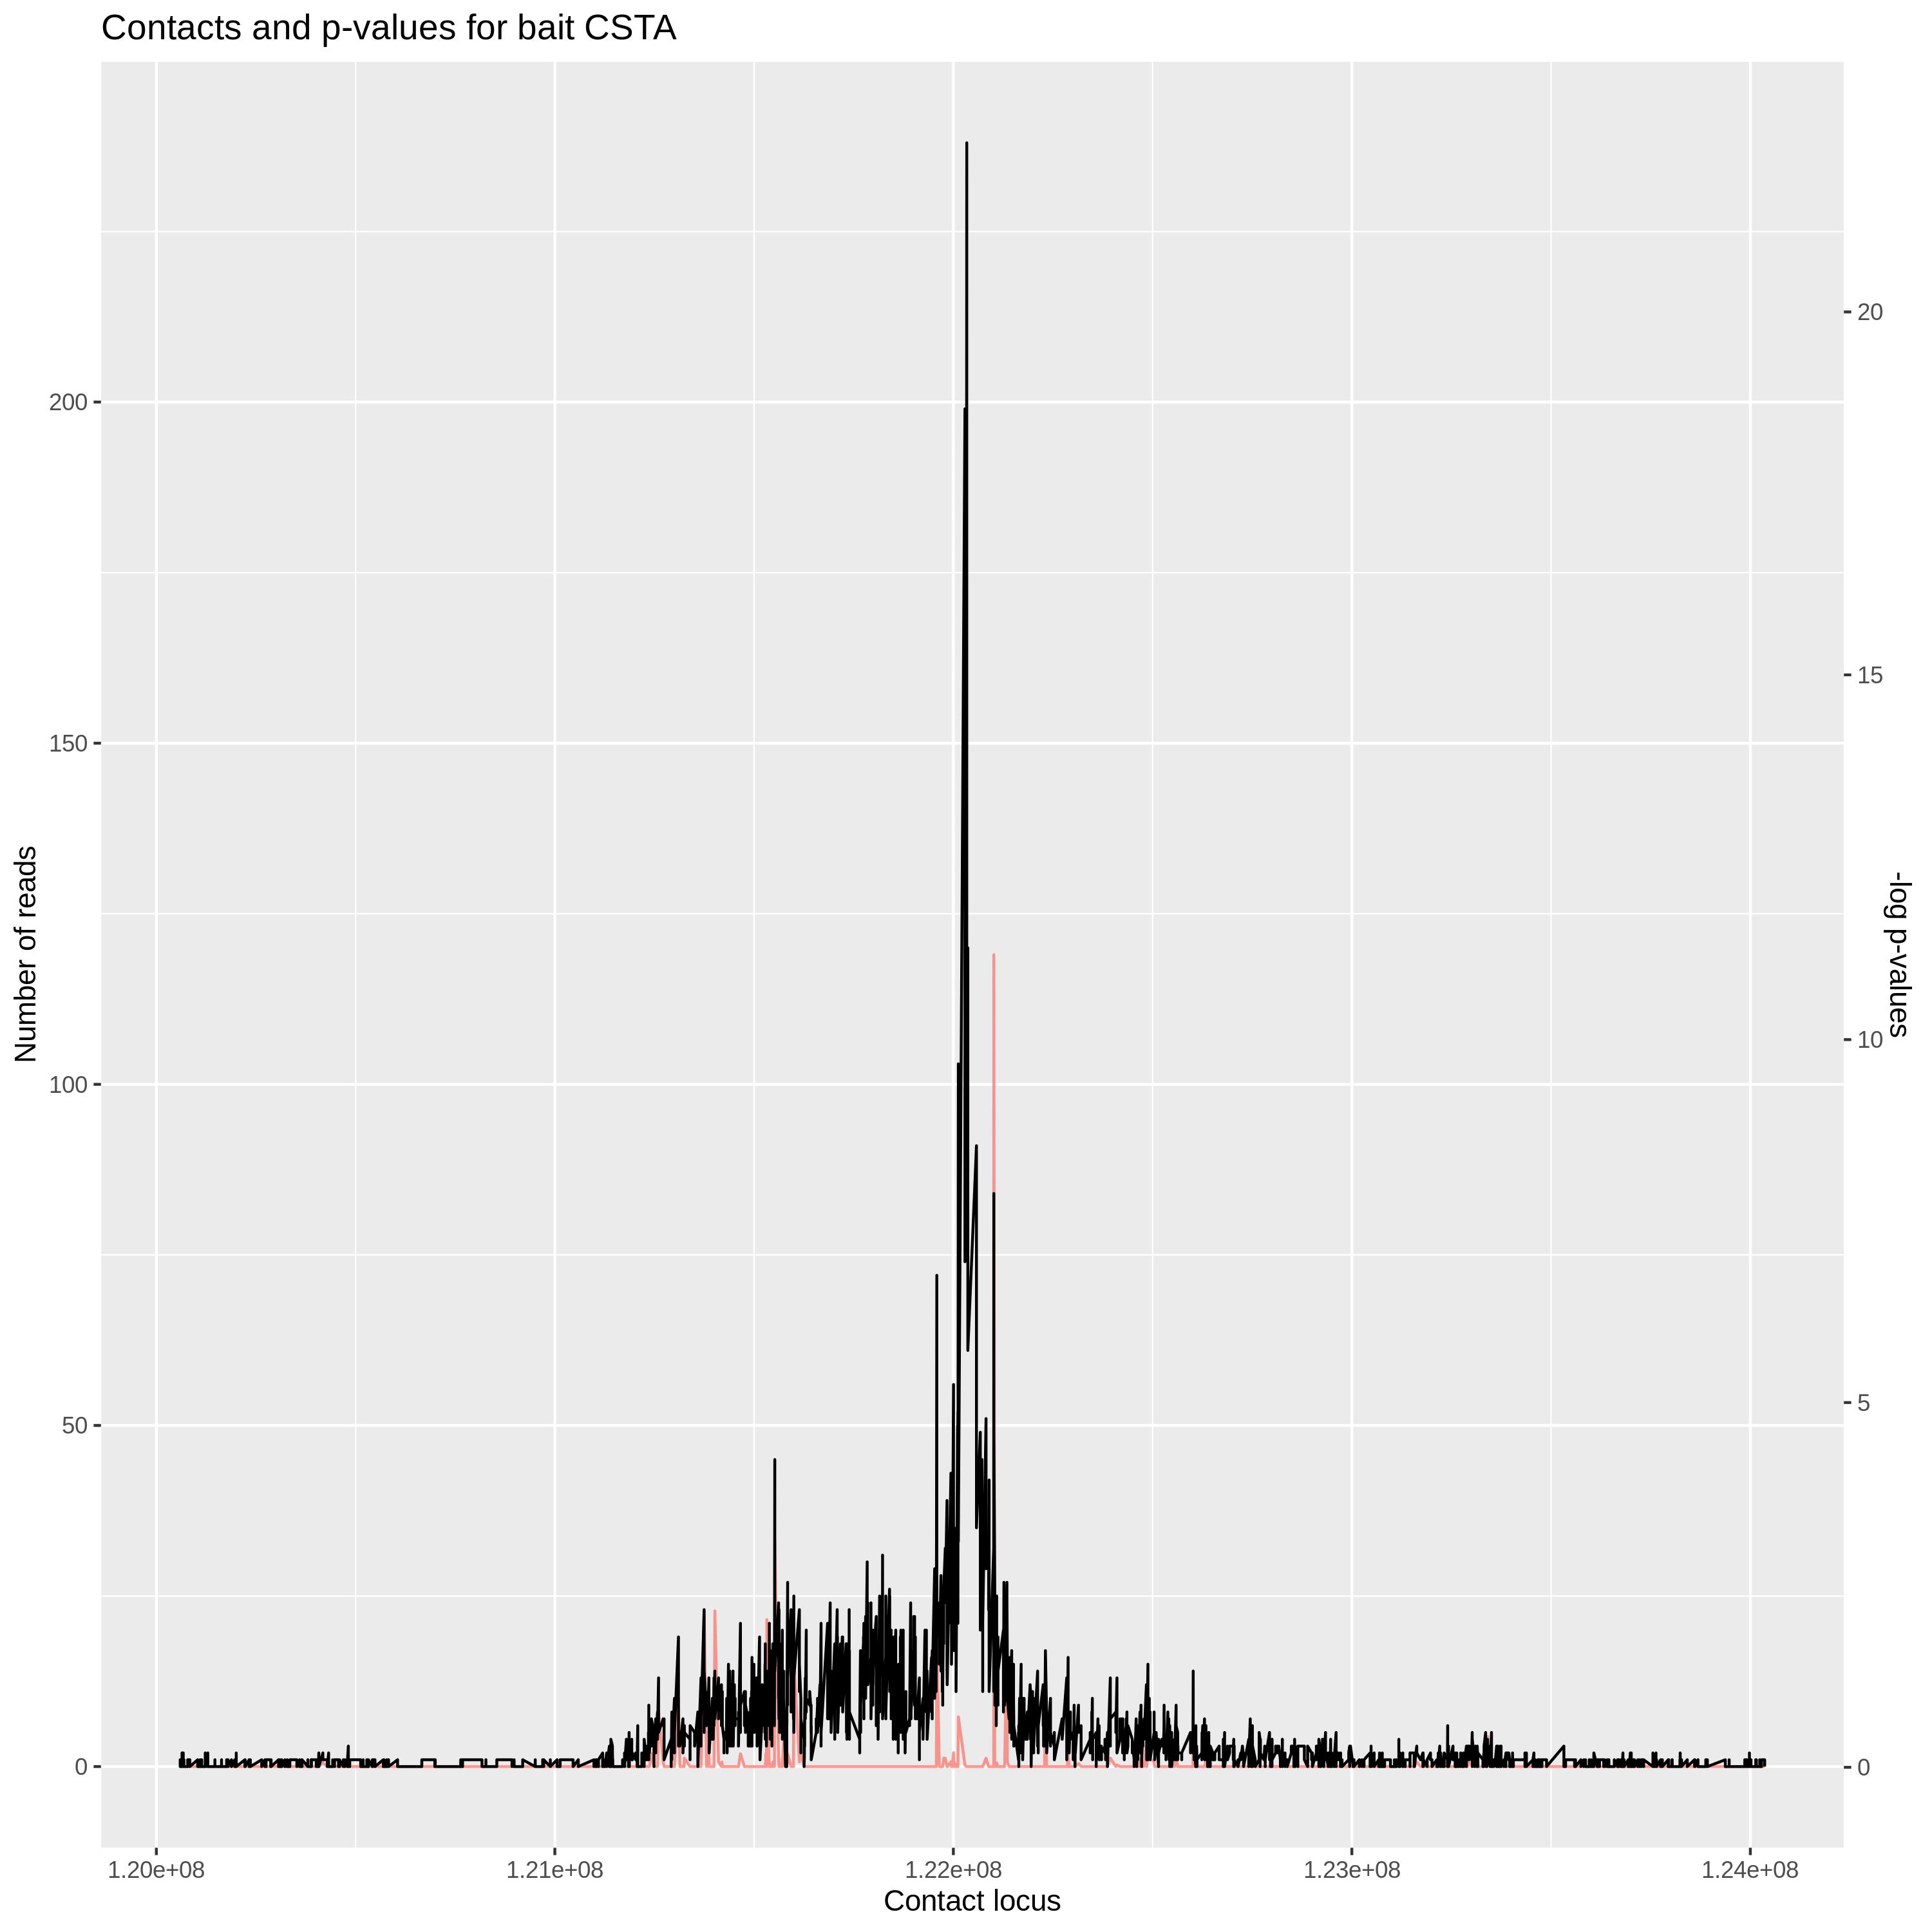 Contacts and p-values for bait CSTA
Number of reads
200
150
100
50
0
20
15
10
5
0
-log p-values
1.20e+08
1.21e+08
1.22e+08
1.23e+08
1.24e+08
Contact locus